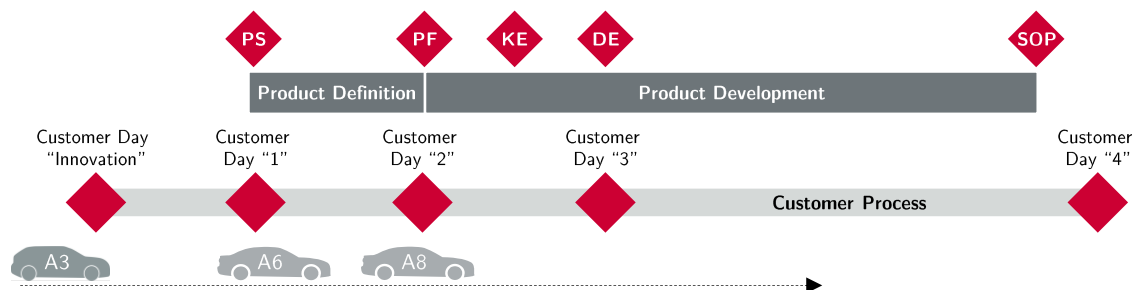 PS
PF
KE
DE
SOP
Product Definition
Product Development
Customer Day
“Innovation”
Customer
Day “1”
Customer
Day “2”
Customer
Day “3”
Customer
Day “4”
Customer Process
A3
A6
A8